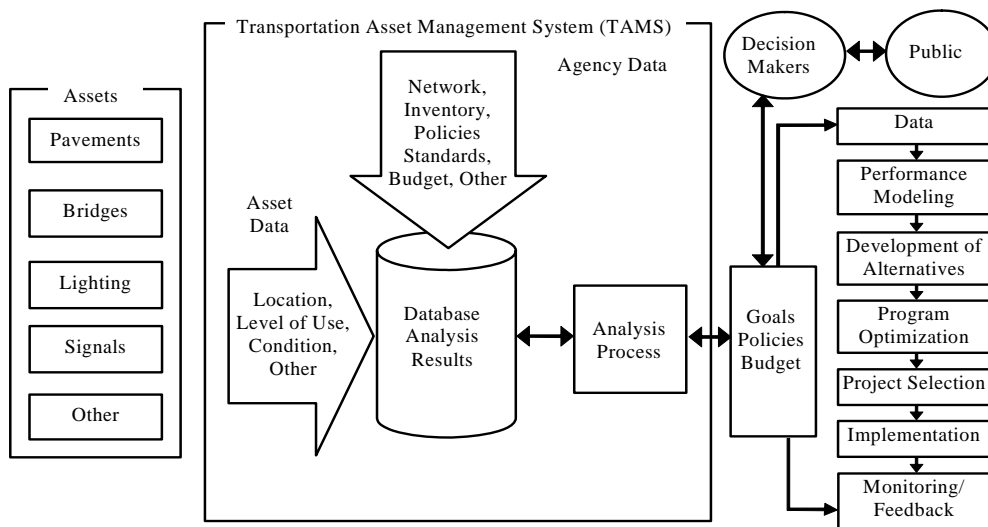 Transportation Asset Management System (TAMS)
Agency Data
Assets
Pavements
Bridges
Lighting
Signals
Other
Asset
Data
Location,
Level of Use,
Condition,
Other
Network,
Inventory,
Policies
Standards,
Budget, Other
Database
Analysis
Results
Analysis
Process
Goals
Policies
Budget
Decision
Makers
Public
Data
Performance
Modeling
Development of
Alternatives
Program
Optimization
Project Selection
Implementation
Monitoring/
Feedback